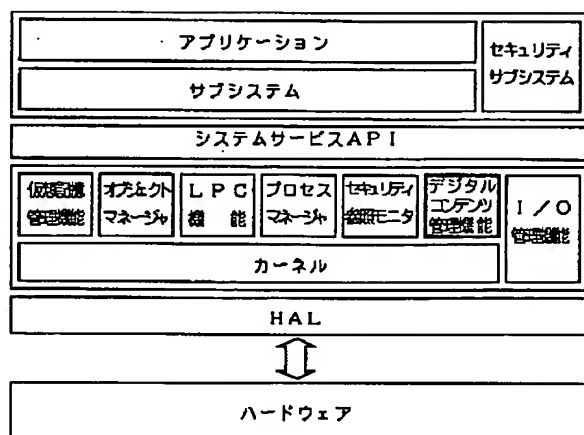 アプリケーション
セキュリティ
サブシステム
サブシステム
システムサービスAPI
仮想記憶
管理機能
オブジェクト
マネージャ
LPC
機能
プロセス
マネージャ
セキュリティ
参照モニタ
デジタル
コンテンツ
管理機能
I/O
管理機能
カーネル
HAL
ハードウェア